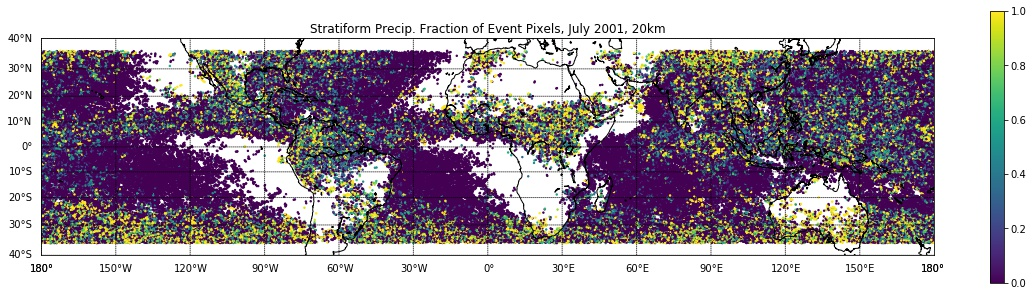 Stratiform Precip. Fraction of Event Pixels, July 2001, 20km
40°N
30°N
20°N
10°N
0°
10°S
20°S
30°S
40°S
180° 150°W 120°W 90°W 60°W 30°W 0° 30°E 60°E 90°E 120°E 150°E 180°
1.0
0.8
0.6
0.4
0.2
0.0